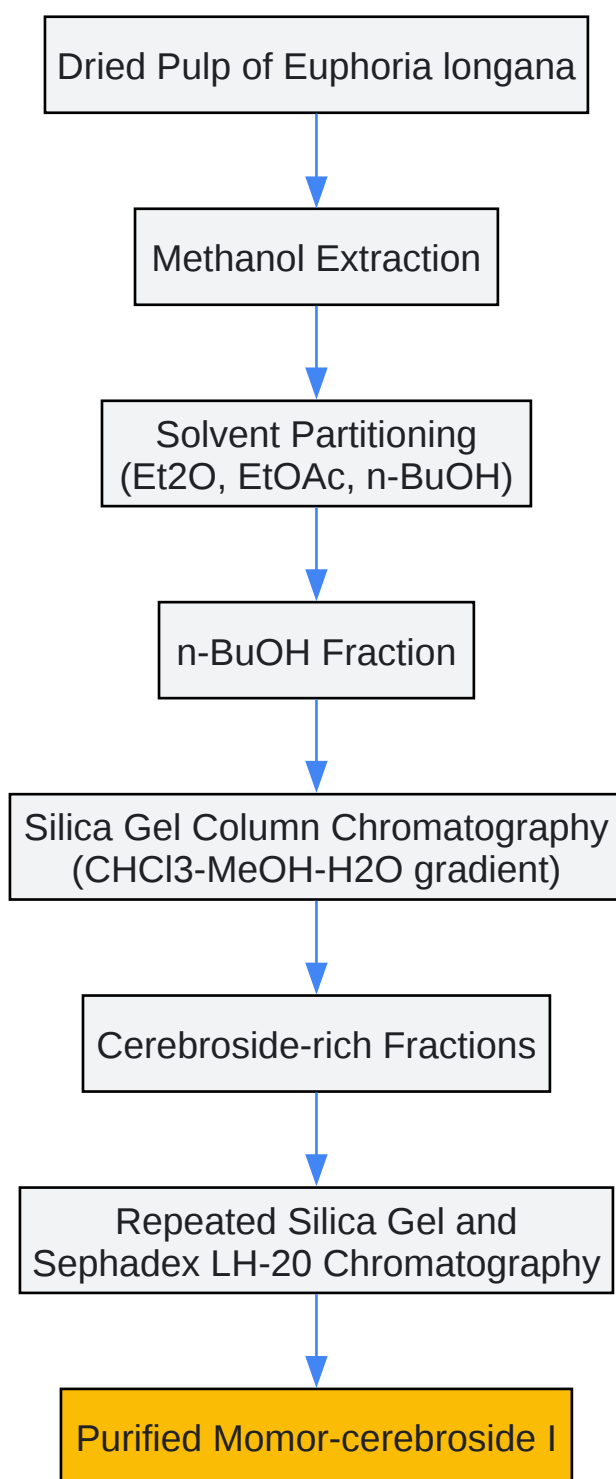 Dried Pulp of Euphoria longana
Methanol Extraction
Solvent Partitioning
(Et2O, EtOAc, n-BuOH)
n-BuOH Fraction
Silica Gel Column Chromatography
(CHCl3-MeOH-H2O gradient)
Cerebroside-rich Fractions
Repeated Silica Gel and
Sephadex LH-20 Chromatography
Purified Momor-cerebroside I